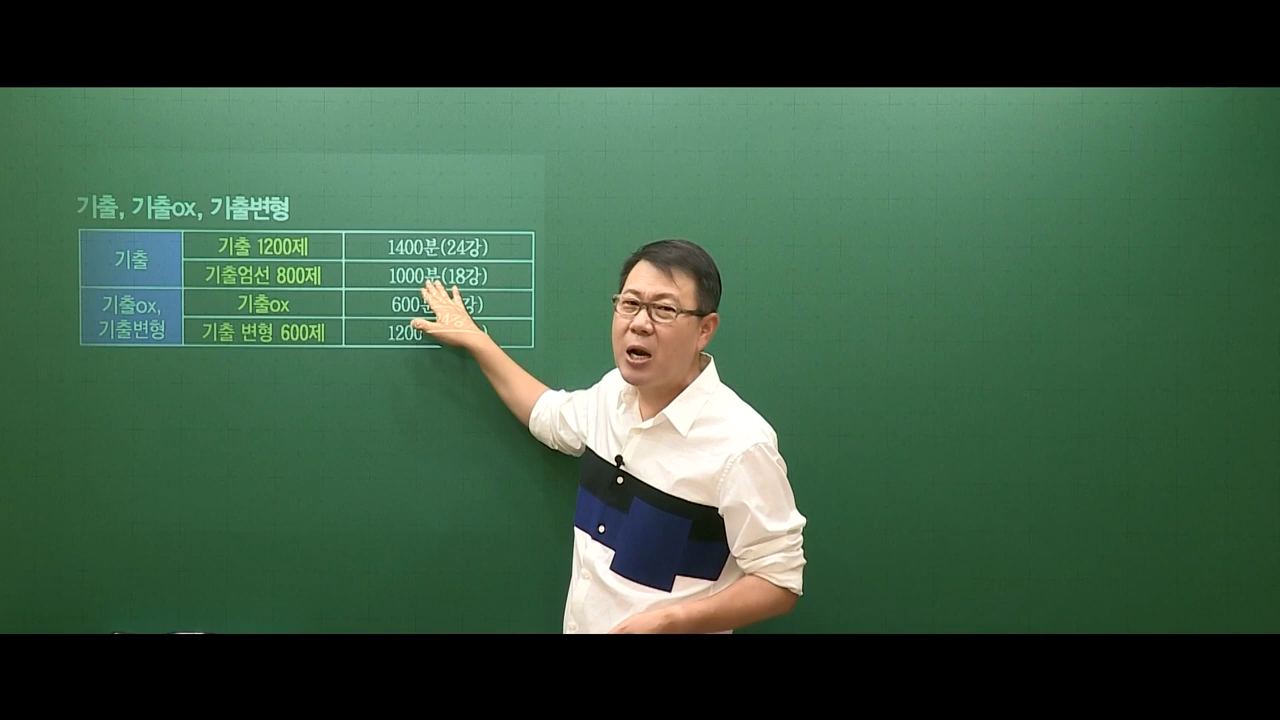 기출, 기출ox, 기출변형
기출
기출 1200제 1400분(24강)
기출엄선 800제 1000분(18강)
기출ox,
기출변형
기출ox 600
기출 변형 600제 1200
24강